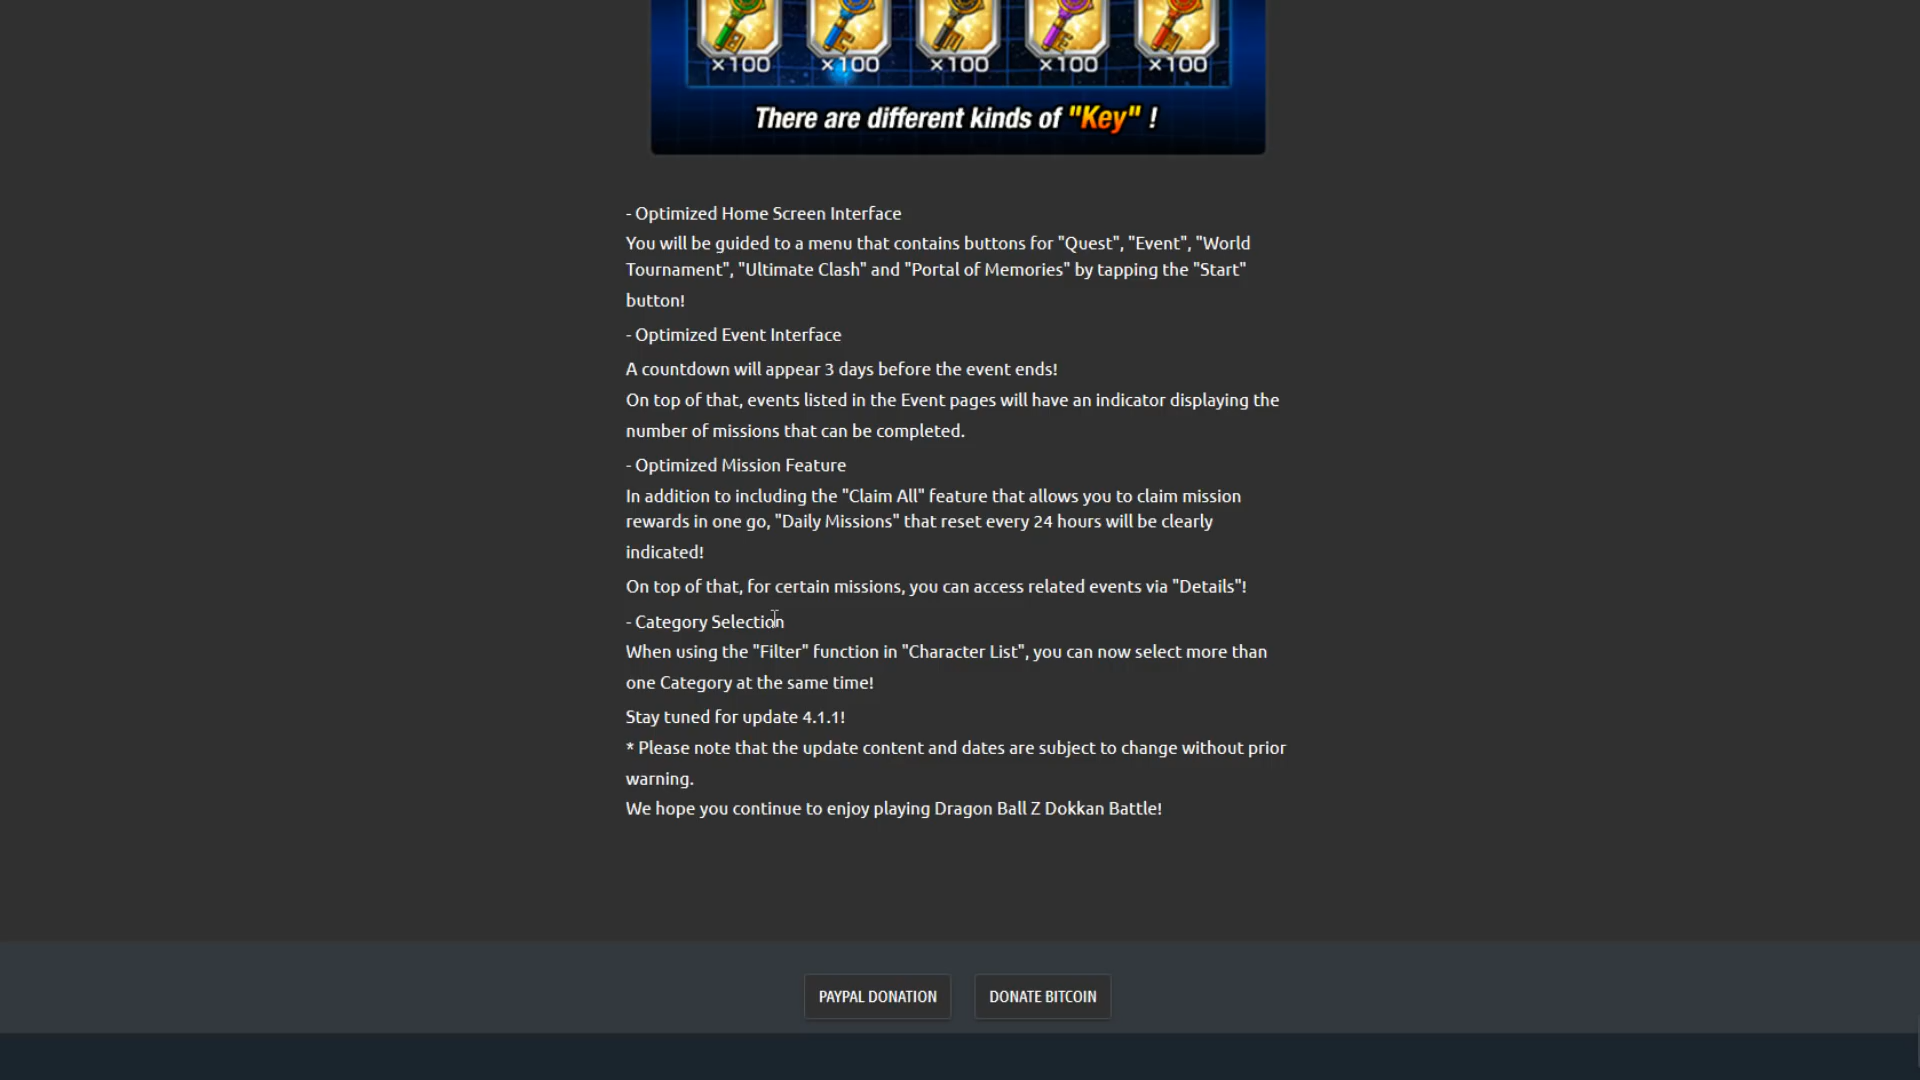 ×100 ×100 ×100 ×100 ×100
There are different kinds of "Key" !
- Optimized Home Screen Interface
You will be guided to a menu that contains buttons for "Quest", "Event", "World
Tournament", "Ultimate Clash" and "Portal of Memories" by tapping the "Start"
button!
- Optimized Event Interface
A countdown will appear 3 days before the event ends!
On top of that, events listed in the Event pages will have an indicator displaying the
number of missions that can be completed.
- Optimized Mission Feature
In addition to including the "Claim All" feature that allows you to claim mission
rewards in one go, "Daily Missions" that reset every 24 hours will be clearly
indicated!
On top of that, for certain missions, you can access related events via "Details"!
- Category Selection
When using the "Filter" function in "Character List", you can now select more than
one Category at the same time!
Stay tuned for update 4.1.1!
* Please note that the update content and dates are subject to change without prior
warning.
We hope you continue to enjoy playing Dragon Ball Z Dokkan Battle!
PAYPAL DONATION DONATE BITCOIN